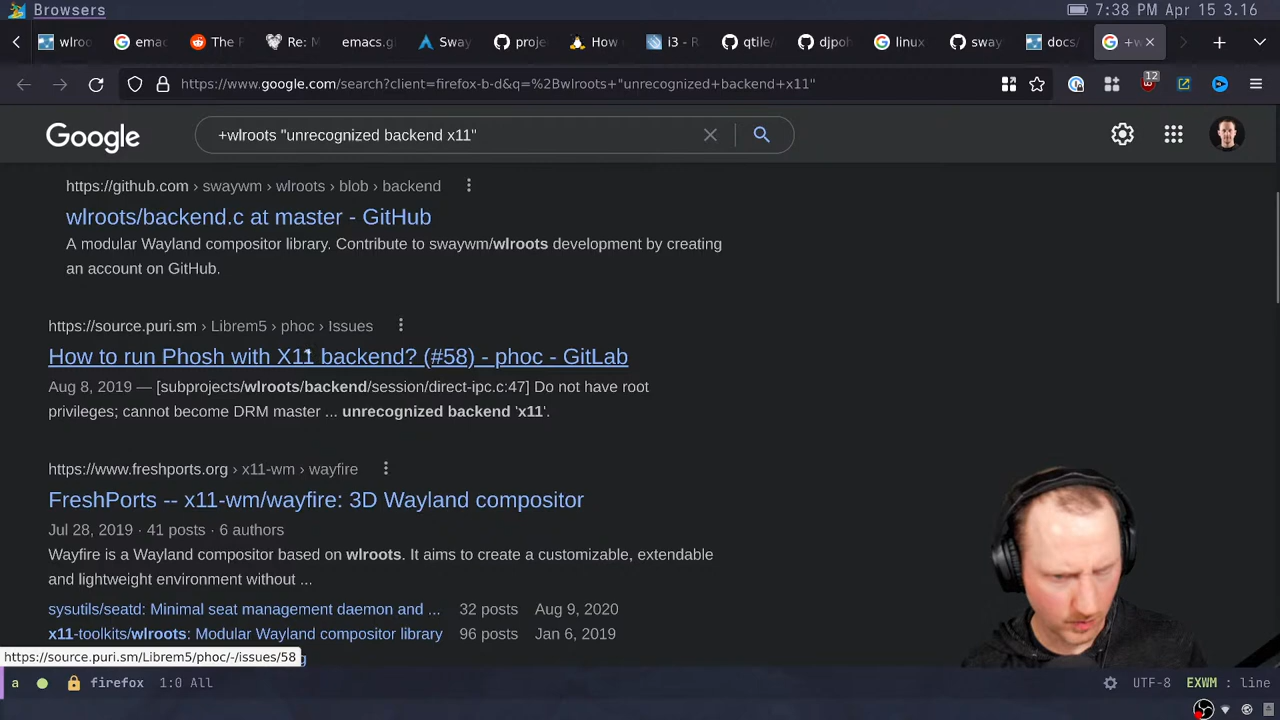 Browsers
7:38 PM Apr 15 3.16
wlroo
emac
The F
Re: M
emacs.gi
Sway
proje
How
i3 - R
qtile/
djpoh
linux
sway
docs/
+w
https://www.google.com/search?client=firefox-b-d&q=%2Bwlroots+"unrecognized+backend+x11"
12
Google
+wlroots "unrecognized backend x11"
https://github.com › swaywm › wlroots › blob › backend
wlroots/backend.c at master - GitHub
A modular Wayland compositor library. Contribute to swaywm/wlroots development by creating
an account on GitHub.
https://source.puri.sm › Librem5 › phoc › Issues
How to run Phosh with X11 backend? (#58) - phoc - GitLab
Aug 8, 2019 — [subprojects/wlroots/backend/session/direct-ipc.c:47] Do not have root
privileges; cannot become DRM master ... unrecognized backend 'x11'.
https://www.freshports.org › x11-wm › wayfire
FreshPorts -- x11-wm/wayfire: 3D Wayland compositor
Jul 28, 2019 · 41 posts · 6 authors
Wayfire is a Wayland compositor based on wlroots. It aims to create a customizable, extendable
and lightweight environment without ...
sysutils/seatd: Minimal seat management daemon and ... 32 posts Aug 9, 2020
x11-toolkits/wlroots: Modular Wayland compositor library 96 posts Jan 6, 2019
https://source.puri.sm/Librem5/phoc/-/issues/58
a firefox 1:0 All
UTF-8 EXWM : line